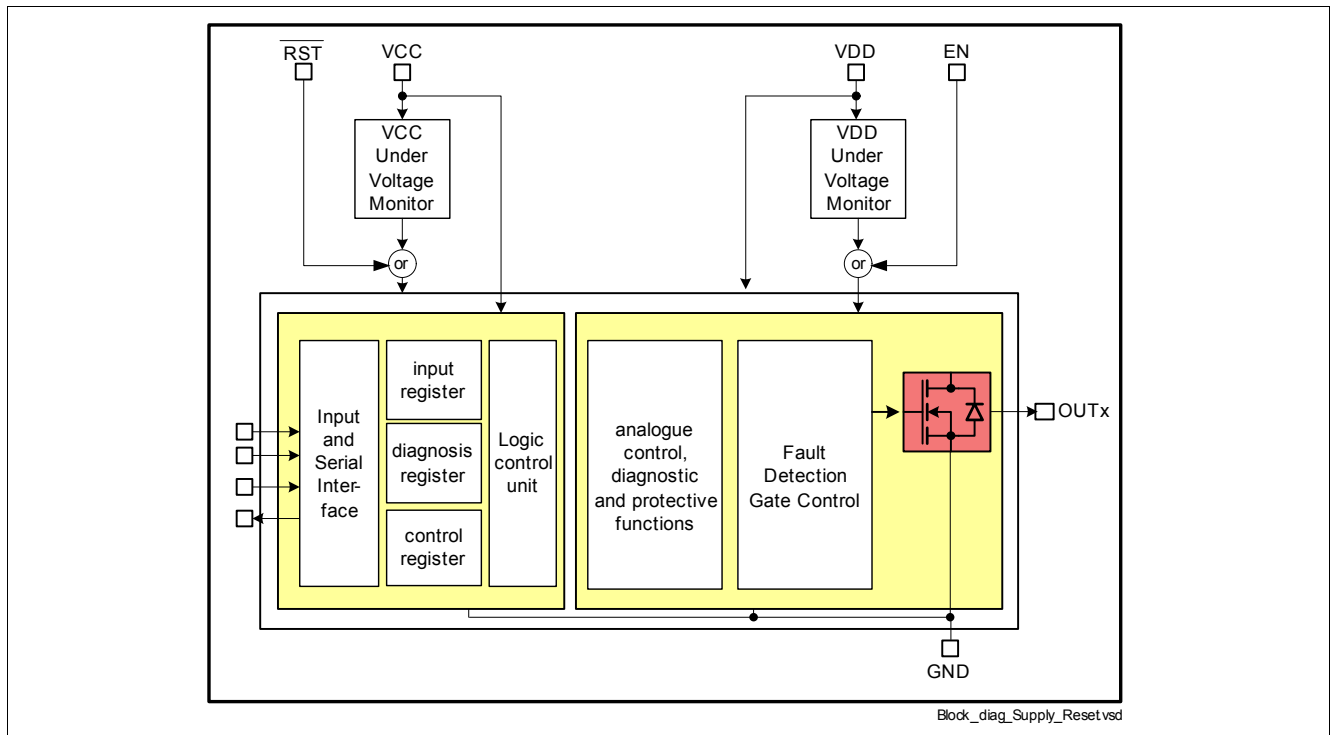 RST
VCC
VDD
EN
VCC
Under
Voltage
Monitor
VDD
Under
Voltage
Monitor
or
or
Input
and
Serial
Inter-
face
input
register
diagnosis
register
control
register
Logic
control
unit
analogue
control,
diagnostic
and protective
functions
Fault
Detection
Gate Control
OUTx
GND
Block_diag_Supply_Reset.vsd